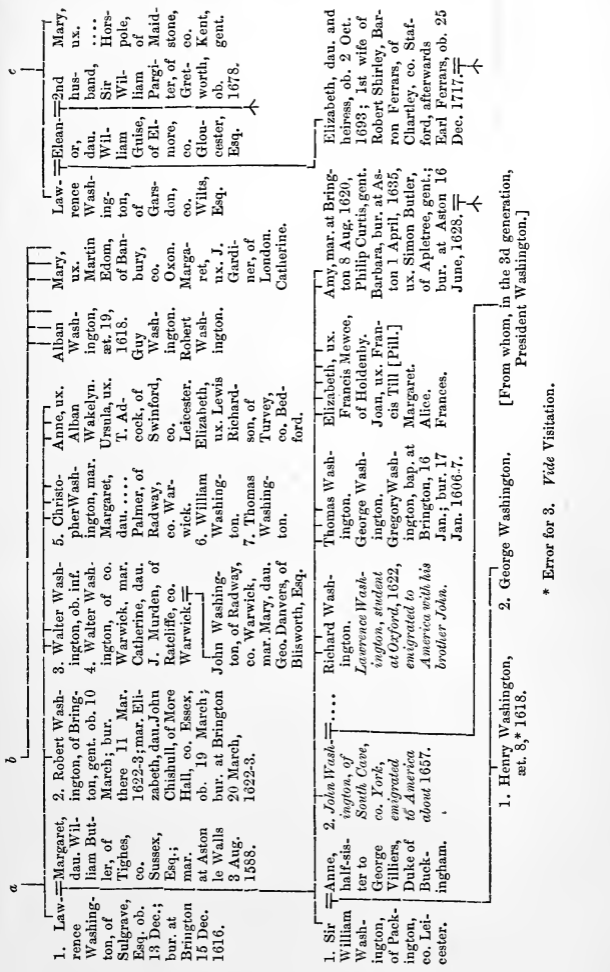 a
b
c
1. Law-
rence
Washing-
ton, of
Sulgrave,
Esq. ob.
13 Dec.;
bur. at
Brington
15 Dec.
1616.
Margaret,
dau. Wil-
liam But-
ler, of
Tighes,
co.
Sussex,
Esq.;
mar.
at Aston
le Walls
3 Aug.
1588.
2. Robert Wash-
ington, of Bring-
ton, gent. ob. 10
March; bur.
there 11 Mar.
1622-3; mar. Eli-
zabeth, dau. John
Chishull, of More
Hall, co. Essex,
ob. 19 March;
bur. at Brington
20 March,
1622-3.
3. Walter Wash-
ington, ob. inf.
4. Walter Wash-
ington, of co.
Warwick, mar.
Catherine, dau.
J. Murden, of
Ratcliffe, co.
Warwick.
John Washing-
ton, of Radway,
co. Warwick,
mar. Mary, dau.
Geo. Danvers, of
Blisworth, Esq.
5. Christo-
pher Wash-
ington, mar.
Margaret,
dau. ....
Palmer, of
Radway,
co. War-
wick.
6. William
Washing-
ton.
7. Thomas
Washing-
ton.
Anne, ux.
Alban
Wakelyn.
Ursula, ux.
T. Ad-
cock, of
Swinford,
co.
Leicester.
Elizabeth,
ux. Lewis
Richard-
son, of
Turvey,
co. Bed-
ford.
Alban
Wash-
ington,
æt. 19,
1618.
Guy
Wash-
ington.
Robert
Wash-
ington.
Mary,
ux.
Martin
Edom,
of Ban-
bury,
co.
Oxon.
Marga-
ret,
ux. J.
Gardi-
ner, of
London.
Catherine.
Law-
rence
Wash-
ing-
ton,
of
Gars-
don,
co.
Wilts,
Esq.
Elean-
or,
dau.
Wil-
liam
Guise,
of El-
more,
co.
Glou-
cester,
Esq.
2nd
hus-
band,
Sir
Wil-
liam
Pargi-
ter, of
Gret-
worth,
ob.
1678.
Mary,
ux.
....
Hors-
pole,
of
Maid-
stone,
co.
Kent,
gent.
1. Sir
William
Wash-
ington,
of Pack-
ington,
co. Lei-
cester.
Anne,
half-sis-
ter to
George
Villiers,
Duke of
Buck-
ingham.
2. John Wash-
ington, of
South Cave,
co. York,
emigrated
to America
about 1657.
....
Richard Wash-
ington.
Lawrence Wash-
ington, student
at Oxford, 1622,
emigrated to
America with his
brother John.
Thomas Wash-
ington.
George Wash-
ington.
Gregory Wash-
ington, bap. at
Brington, 16
Jan.; bur. 17
Jan. 1606-7.
Elizabeth, ux.
Francis Mewce,
of Holdenby.
Joan, ux. Fran-
cis Till [Pill.]
Margaret.
Alice.
Frances.
Amy, mar. at Bring-
ton 8 Aug. 1620,
Philip Curtis, gent.
Barbara, bur. at As-
ton 1 April, 1635,
ux. Simon Butler,
of Apletree, gent.;
bur. at Aston 16
June, 1628.
Elizabeth, dau. and
heiress, ob. 2 Oct.
1693; 1st wife of
Robert Shirley, Bar-
ron Ferrars, of
Chartley, co. Staf-
ford, afterwards
Earl Ferrars, ob. 25
Dec. 1717.
1. Henry Washington,
æt. 8,* 1618.
2. George Washington.
[From whom, in the 3d generation,
President Washington.]
* Error for 3. Vide Visitation.